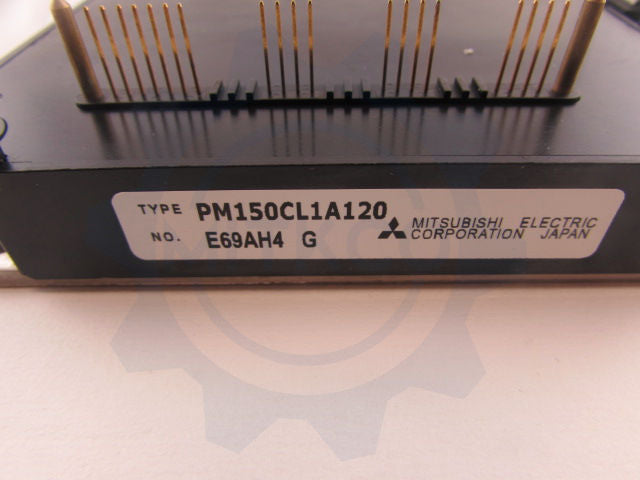 TYPE PM150CL1A120
NO. E69AH4 G
MITSUBISHI ELECTRIC
CORPORATION JAPAN